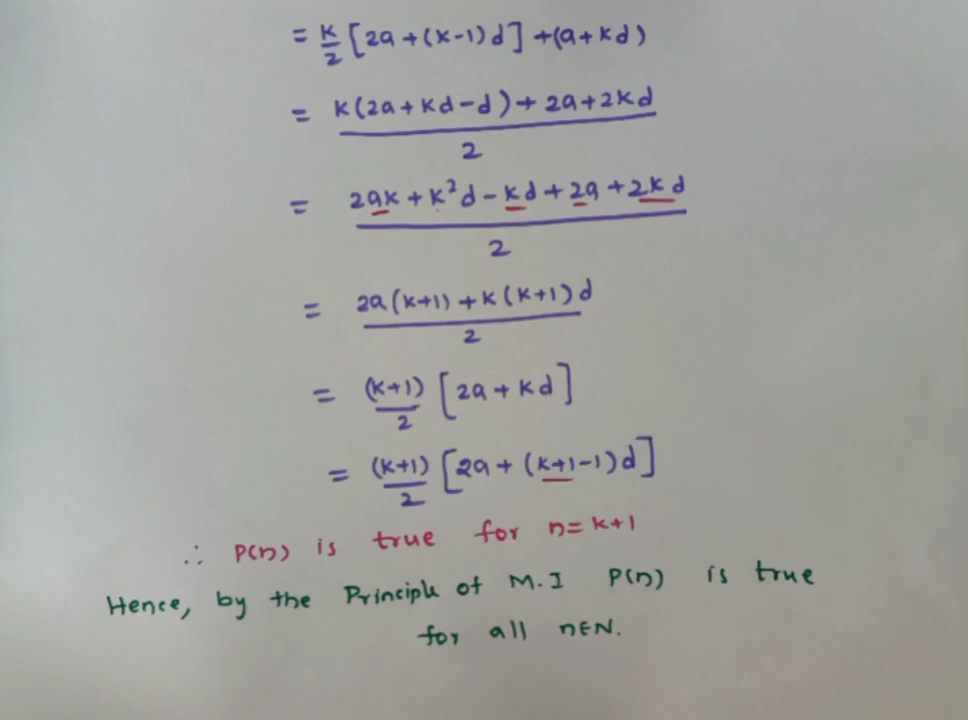 = k/2 [2a+(k-1)d]+(a+kd)
= k(2a+kd-d)+2a+2kd / 2
= 2ak+k²d-kd+2a+2kd / 2
= 2a(k+1)+k(k+1)d / 2
= (k+1)/2 [2a+kd]
= (k+1)/2 [2a+(k+1-1)d]
∴ P(n) is true for n=k+1
Hence, by the Principle of M.I P(n) is true
for all n∈N.